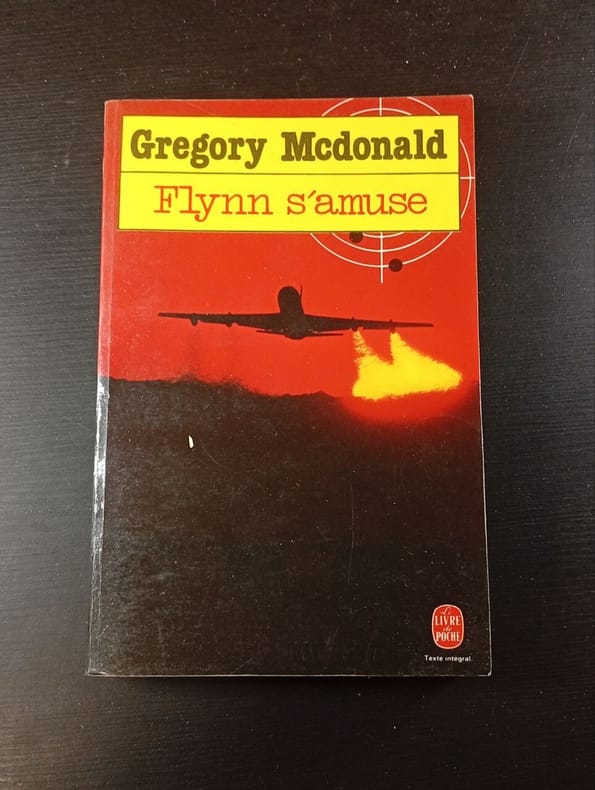 Gregory Mcdonald
Flynn s'amuse
Le
LIVRE
de
POCHE
Texte intégral.